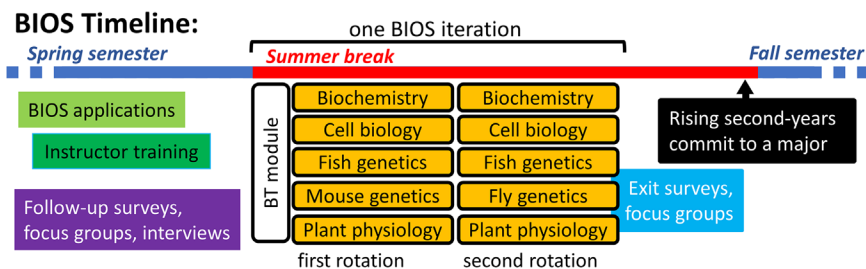 BIOS Timeline:
one BIOS iteration
Spring semester
Summer break
Fall semester
BIOS applications
Instructor training
Follow-up surveys,
focus groups, interviews
BT module
Biochemistry
Cell biology
Fish genetics
Mouse genetics
Plant physiology
first rotation
Biochemistry
Cell biology
Fish genetics
Fly genetics
Plant physiology
second rotation
Rising second-years
commit to a major
Exit surveys,
focus groups